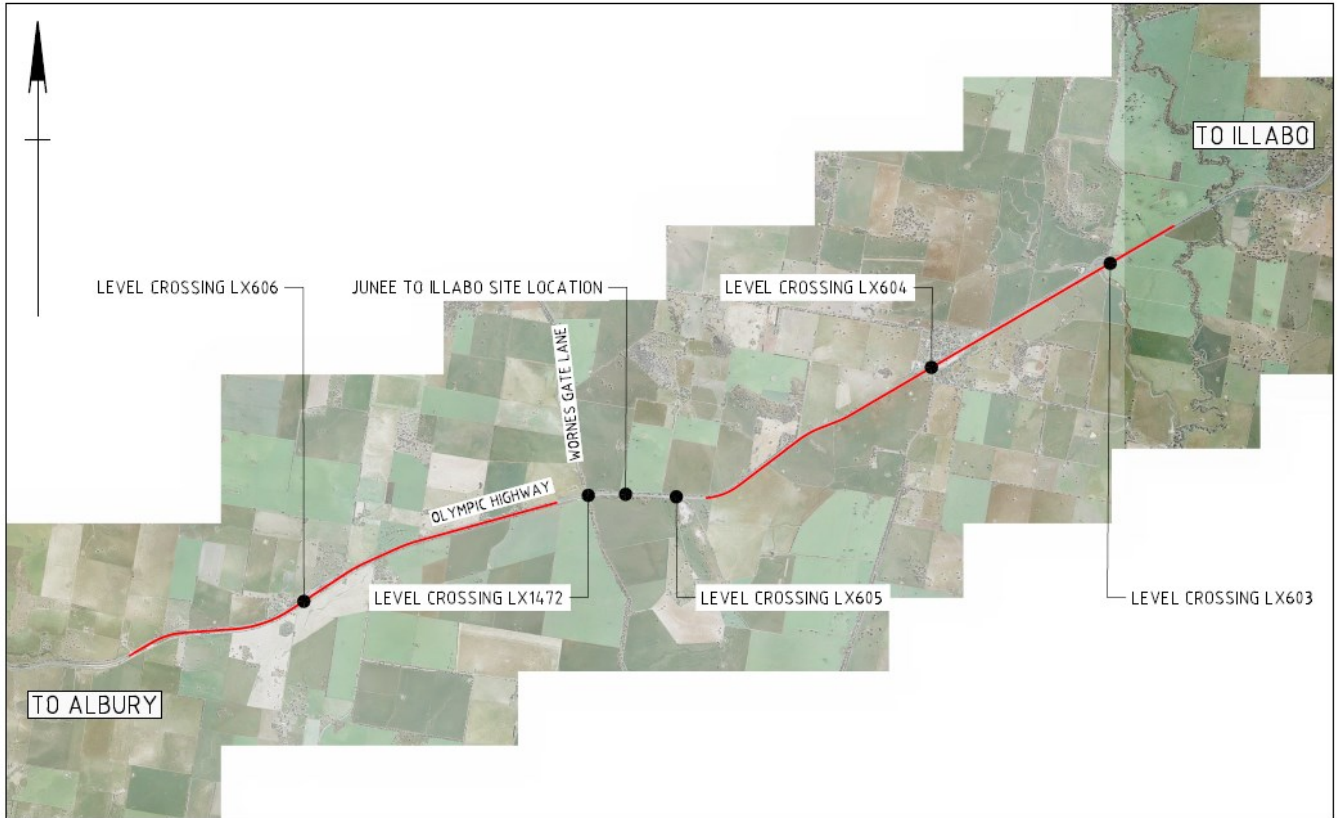 TO ILLABO
LEVEL CROSSING LX606
JUNEE TO ILLABO SITE LOCATION
LEVEL CROSSING LX604
WORNES GATE LANE
OLYMPIC HIGHWAY
LEVEL CROSSING LX1472
LEVEL CROSSING LX605
LEVEL CROSSING LX603
TO ALBURY